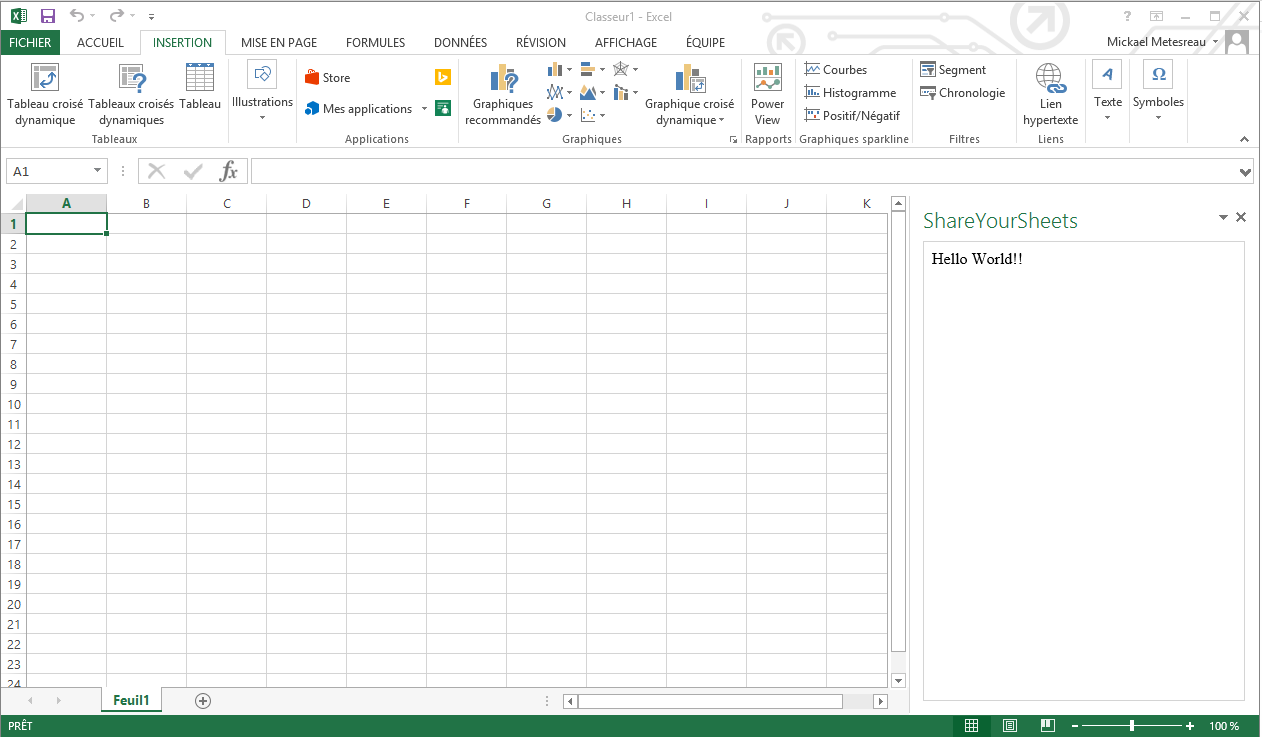 Classeur1 - Excel
?
FICHIER ACCUEIL INSERTION MISE EN PAGE FORMULES DONNÉES RÉVISION AFFICHAGE ÉQUIPE Mickael Metesreau
Tableau croisé dynamique
Tableaux croisés dynamiques
Tableau
Tableaux
Illustrations
Store
Mes applications
Applications
Graphiques recommandés
Graphique croisé dynamique
Graphiques
Power View
Rapports
Courbes
Histogramme
Positif/Négatif
Graphiques sparkline
Segment
Chronologie
Filtres
Lien hypertexte
Liens
Texte
Ω
Symboles
A1
fx
A B C D E F G H I J K
1
2
3
4
5
6
7
8
9
10
11
12
13
14
15
16
17
18
19
20
21
22
23
24
ShareYourSheets
Hello World!!
Feuil1
PRÊT
100 %